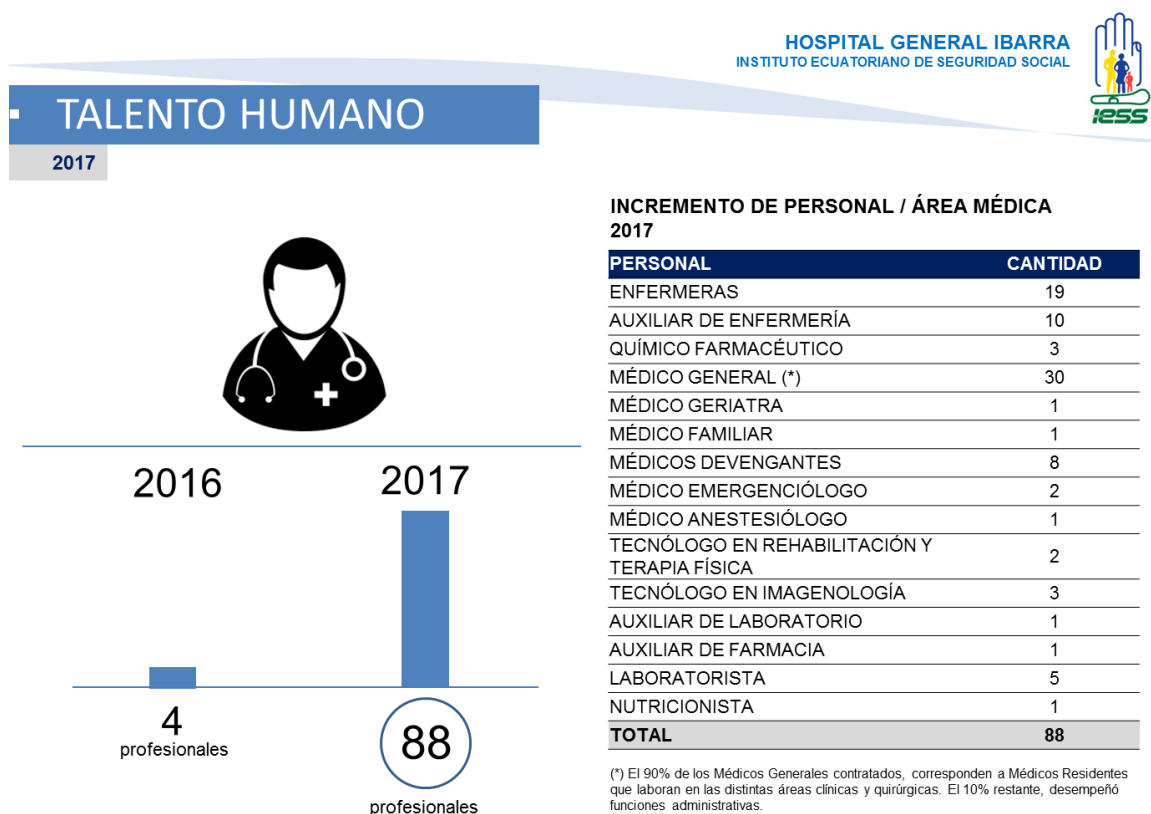 HOSPITAL GENERAL IBARRA
INSTITUTO ECUATORIANO DE SEGURIDAD SOCIAL
IESS
TALENTO HUMANO
2017
2016
2017
4
profesionales
88
profesionales
INCREMENTO DE PERSONAL / ÁREA MÉDICA
2017
PERSONAL CANTIDAD
ENFERMERAS 19
AUXILIAR DE ENFERMERÍA 10
QUÍMICO FARMACÉUTICO 3
MÉDICO GENERAL (*) 30
MÉDICO GERIATRA 1
MÉDICO FAMILIAR 1
MÉDICOS DEVENGANTES 8
MÉDICO EMERGENCIÓLOGO 2
MÉDICO ANESTESIÓLOGO 1
TECNÓLOGO EN REHABILITACIÓN Y
TERAPIA FÍSICA 2
TECNÓLOGO EN IMAGENOLOGÍA 3
AUXILIAR DE LABORATORIO 1
AUXILIAR DE FARMACIA 1
LABORATORISTA 5
NUTRICIONISTA 1
TOTAL 88
(*) El 90% de los Médicos Generales contratados, corresponden a Médicos Residentes
que laboran en las distintas áreas clínicas y quirúrgicas. El 10% restante, desempeñó
funciones administrativas.